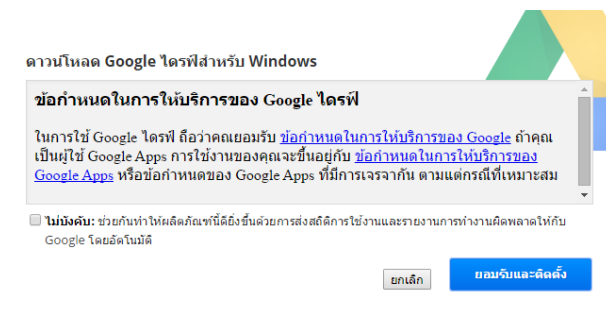 ดาวน์โหลด Google ไดรฟ์สำหรับ Windows
ข้อกำหนดในการให้บริการของ Google ไดรฟ์
ในการใช้ Google ไดรฟ์ ถือว่าคุณยอมรับ ข้อกำหนดในการให้บริการของ Google ถ้าคุณ
เป็นผู้ใช้ Google Apps การใช้งานของคุณจะขึ้นอยู่กับ ข้อกำหนดในการให้บริการของ
Google Apps หรือข้อกำหนดของ Google Apps ที่มีการเจรจากัน ตามแต่กรณีที่เหมาะสม
ไม่บังคับ: ช่วยกันทำให้ผลิตภัณฑ์นี้ดียิ่งขึ้นด้วยการส่งสถิติการใช้งานและรายงานการทำงานผิดพลาดให้กับ
Google โดยอัตโนมัติ
ยกเลิก
ยอมรับและติดตั้ง